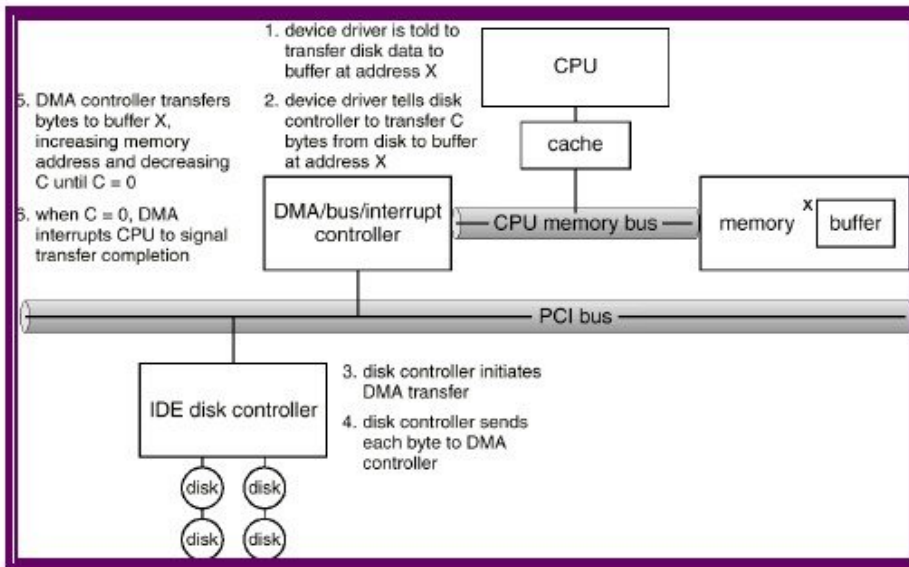 1. device driver is told to
transfer disk data to
buffer at address X
2. device driver tells disk
controller to transfer C
bytes from disk to buffer
at address X
5. DMA controller transfers
bytes to buffer X,
increasing memory
address and decreasing
C until C = 0
6. when C = 0, DMA
interrupts CPU to signal
transfer completion
CPU
cache
DMA/bus/interrupt
controller
CPU memory bus
memory
X
buffer
PCI bus
IDE disk controller
3. disk controller initiates
DMA transfer
4. disk controller sends
each byte to DMA
controller
disk
disk
disk
disk